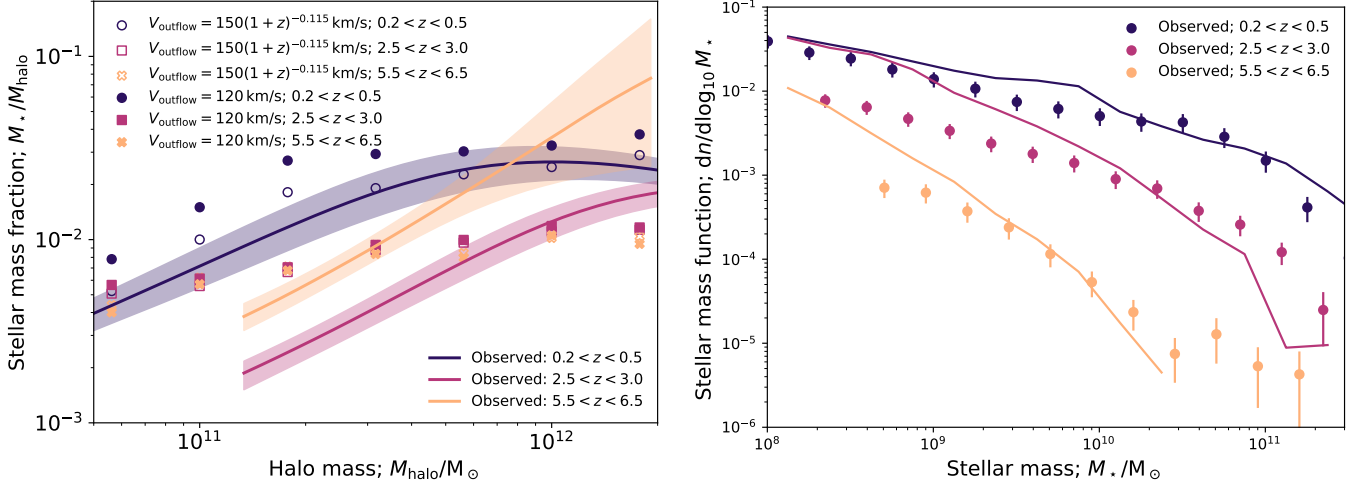 Stellar mass fraction; M⋆/M_halo
10^−1
10^−2
10^−3
V_outflow = 150(1 + z)^−0.115 km/s; 0.2 < z < 0.5
V_outflow = 150(1 + z)^−0.115 km/s; 2.5 < z < 3.0
V_outflow = 150(1 + z)^−0.115 km/s; 5.5 < z < 6.5
V_outflow = 120 km/s; 0.2 < z < 0.5
V_outflow = 120 km/s; 2.5 < z < 3.0
V_outflow = 120 km/s; 5.5 < z < 6.5
Observed: 0.2 < z < 0.5
Observed: 2.5 < z < 3.0
Observed: 5.5 < z < 6.5
10^11
10^12
Halo mass; M_halo/M⊙
Stellar mass function; dn/dlog₁₀M⋆
10^−1
10^−2
10^−3
10^−4
10^−5
10^−6
Observed; 0.2 < z < 0.5
Observed; 2.5 < z < 3.0
Observed; 5.5 < z < 6.5
10^8
10^9
10^10
10^11
Stellar mass; M⋆/M⊙